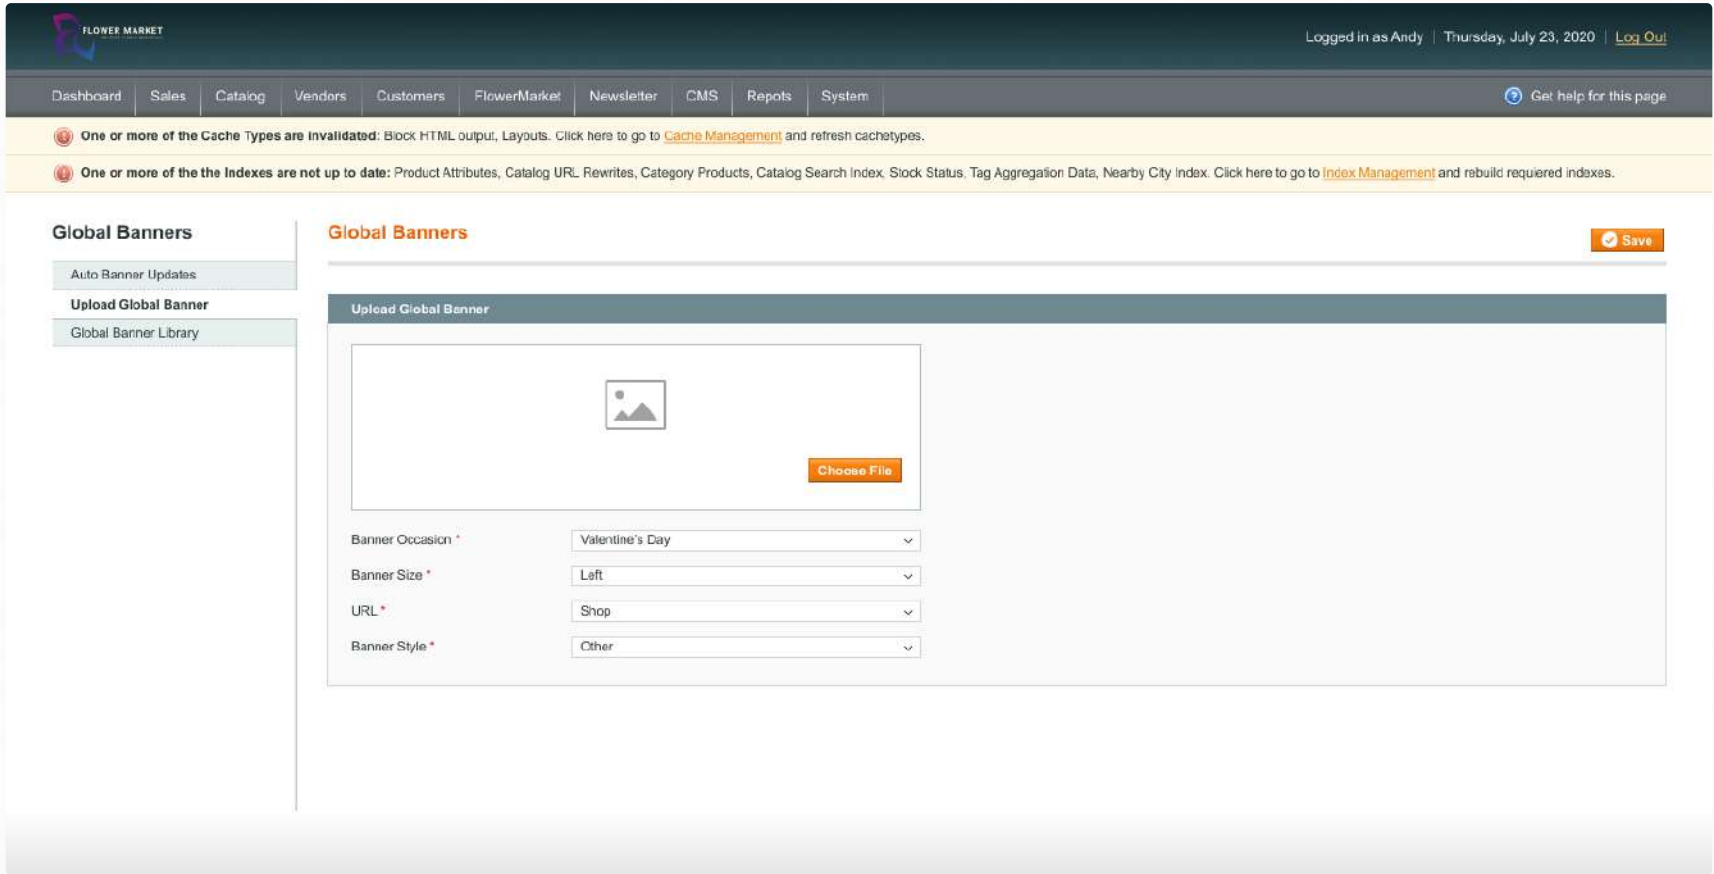 FLOWER MARKET
Logged in as Andy | Thursday, July 23, 2020 | Log Out
Dashboard Sales Catalog Vendors Customers FlowerMarket Newsletter CMS Repots System Get help for this page
One or more of the Cache Types are Invalidated: Block HTML output, Layouts. Click here to go to Cache Management and refresh cachetypes.
One or more of the the Indexes are not up to date: Product Attributes, Catalog URL Rewrites, Category Products, Catalog Search Index, Stock Status, Tag Aggregation Data, Nearby City Index. Click here to go to Index Management and rebuild requiered indexes.
Global Banners
Auto Banner Updates
Upload Global Banner
Global Banner Library
Global Banners
Save
Upload Global Banner
Choose File
Banner Occasion * Valentine's Day
Banner Size * Left
URL * Shop
Banner Style * Other